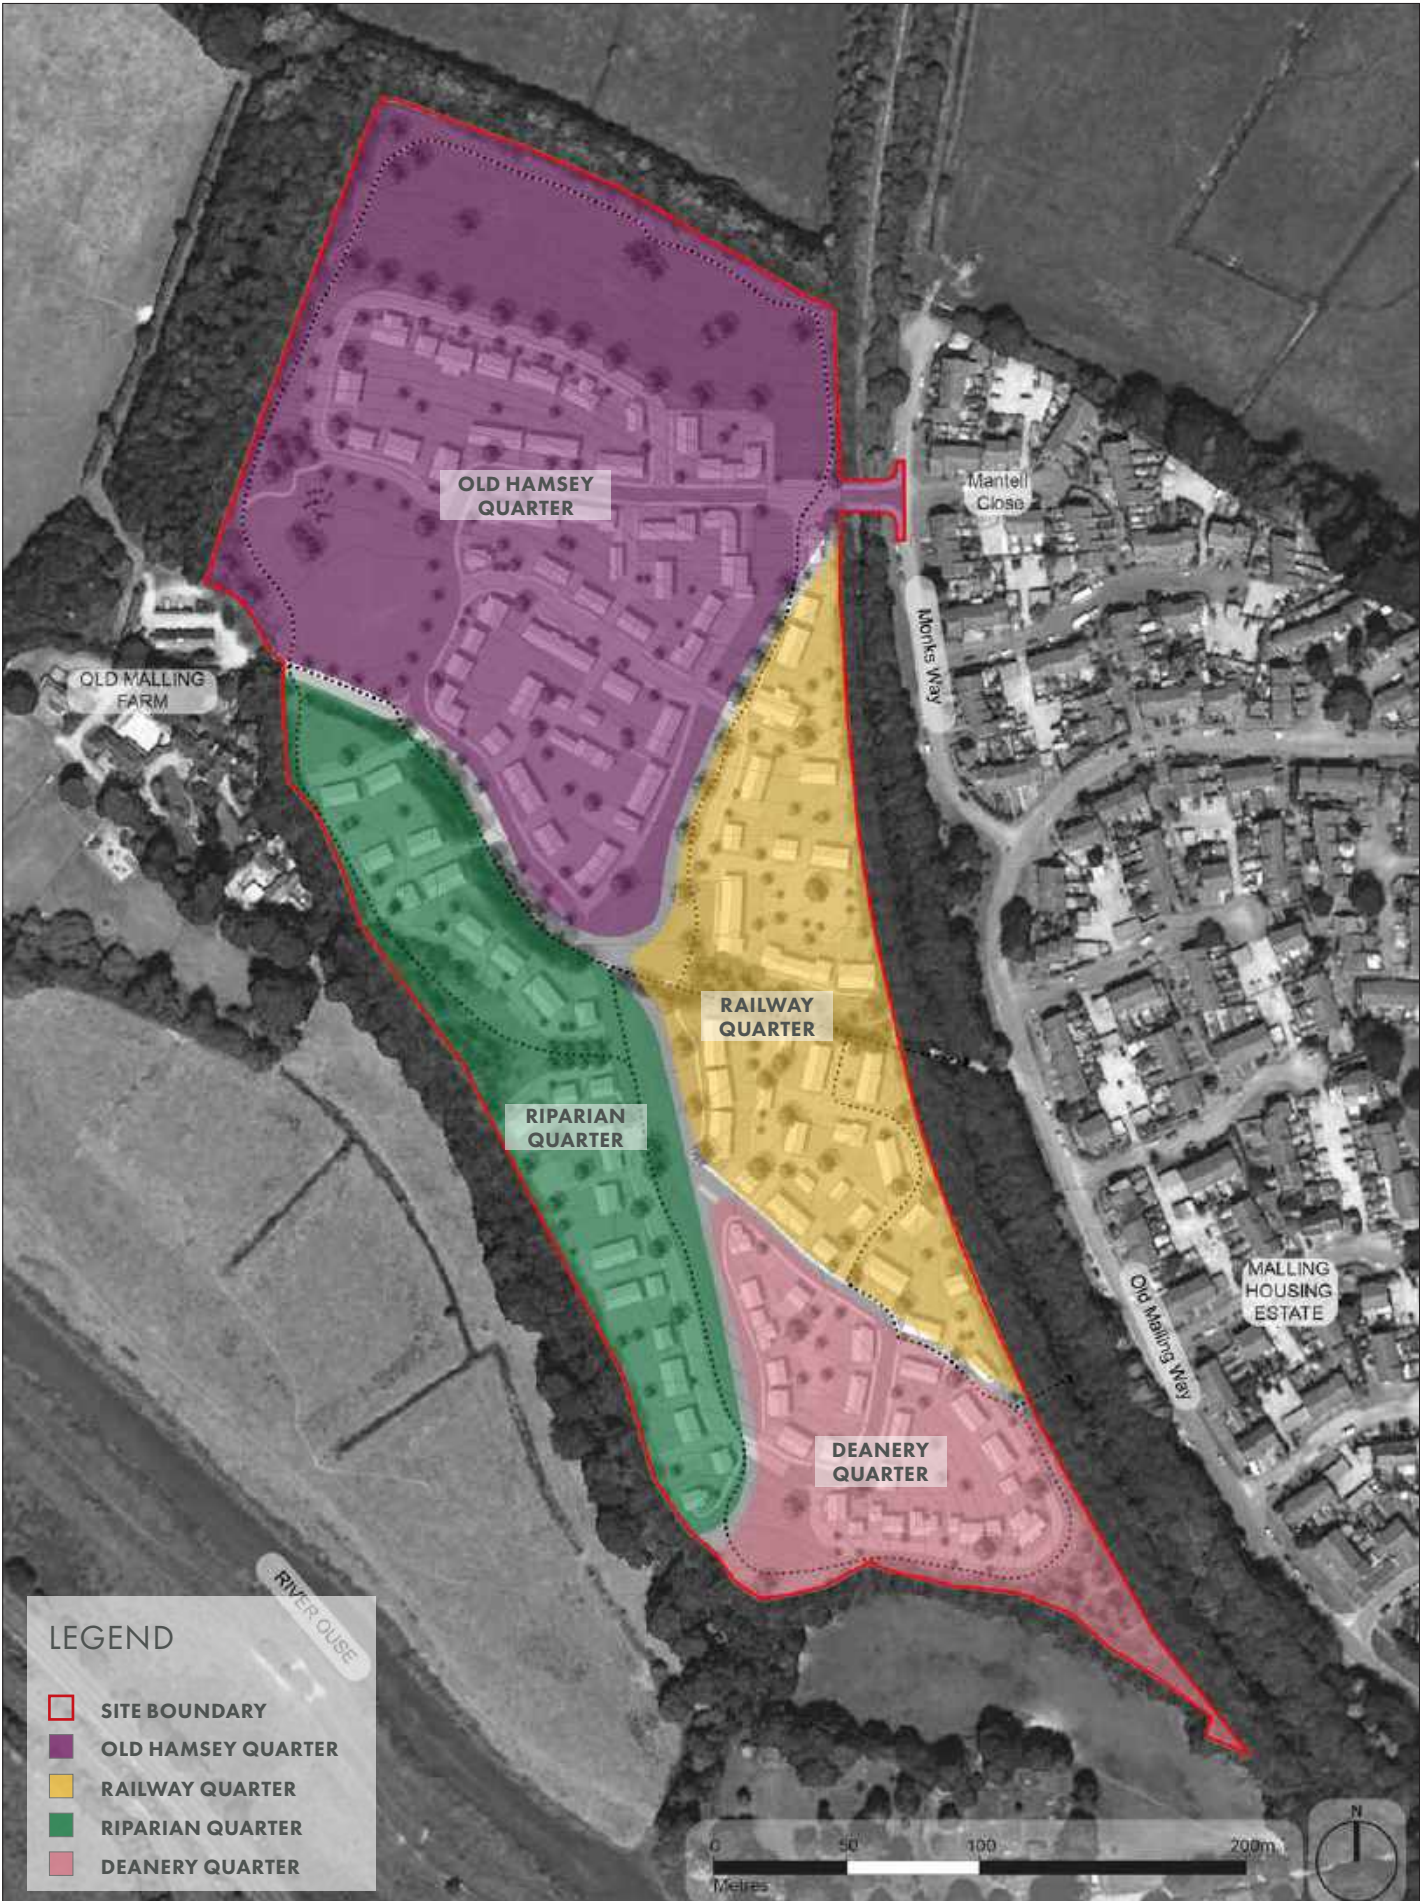 OLD HAMSEY
QUARTER
Mantell
Close
Monks Way
OLD MALLING
FARM
RAILWAY
QUARTER
RIPARIAN
QUARTER
MALLING
HOUSING
ESTATE
Old Malling Way
DEANERY
QUARTER
RIVER OUSE
LEGEND
SITE BOUNDARY
OLD HAMSEY QUARTER
RAILWAY QUARTER
RIPARIAN QUARTER
DEANERY QUARTER
N
0 50 100 200m
Metres